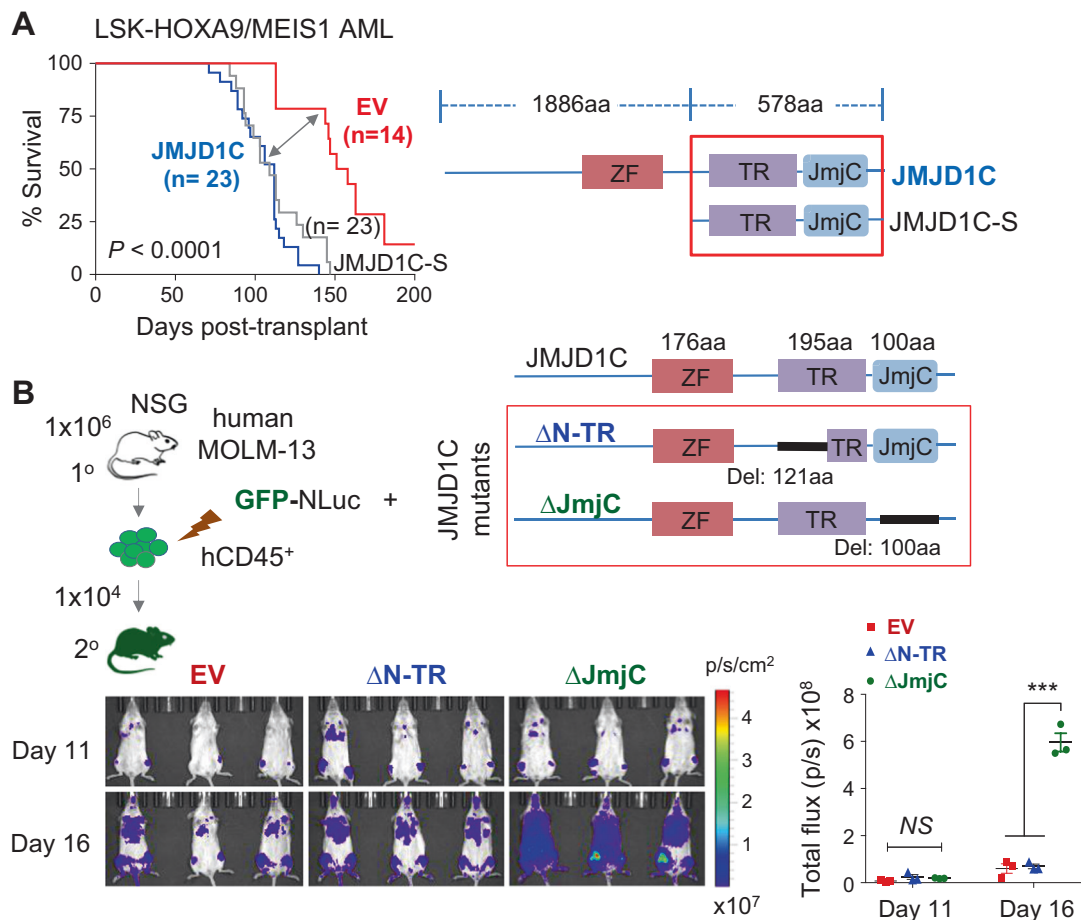 A
LSK-HOXA9/MEIS1 AML
100
75
50
25
0
% Survival
EV
(n=14)
JMJD1C
(n= 23)
(n= 23)
JMJD1C-S
P < 0.0001
0 50 100 150 200
Days post-transplant
1886aa 578aa
ZF TR JmjC JMJD1C
TR JmjC JMJD1C-S
B
NSG
1x10⁶
1º
human
MOLM-13
GFP-NLuc +
hCD45⁺
1x10⁴
2º
176aa 195aa 100aa
JMJD1C
ZF TR JmjC
JMJD1C
mutants
ΔN-TR
ZF TR JmjC
Del: 121aa
ΔJmjC
ZF TR
Del: 100aa
EV ΔN-TR ΔJmjC
Day 11
Day 16
p/s/cm²
4
3
2
1
0
x10⁷
EV
ΔN-TR
ΔJmjC
Total flux (p/s) x10⁸
8
6
4
2
0
NS
***
Day 11 Day 16